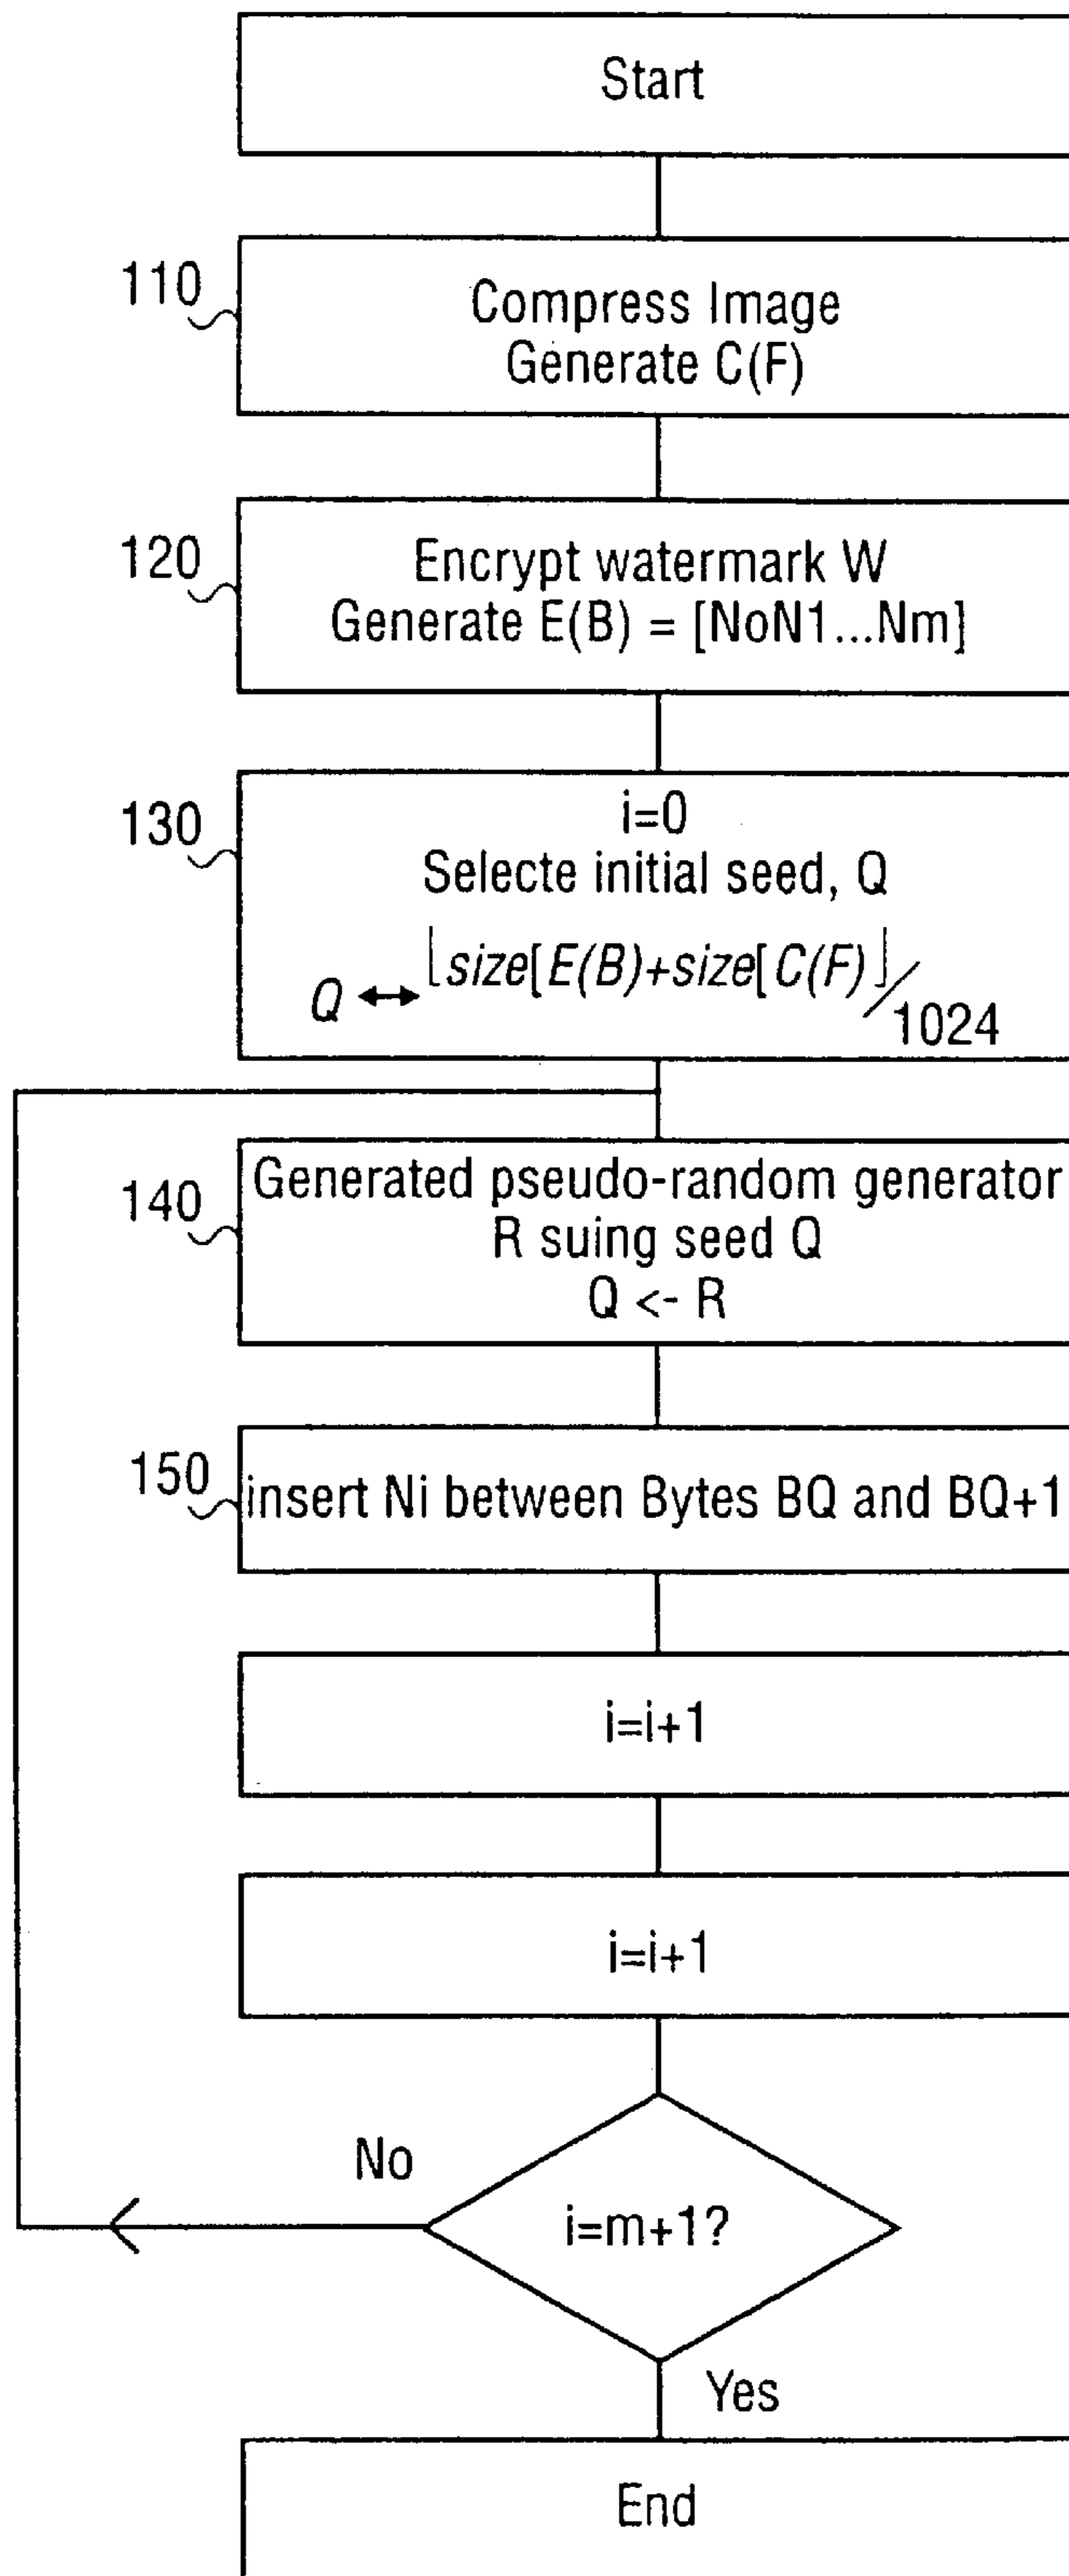 Start
110
Compress Image
Generate C(F)
120
Encrypt watermark W
Generate E(B) = [NoN1...Nm]
130
i=0
Selecte initial seed, Q
Q ↔ ⌊size[E(B)+size[C(F)⌋/1024
140
Generated pseudo-random generator
R suing seed Q
Q <- R
150
insert Ni between Bytes BQ and BQ+1
i=i+1
i=i+1
No
i=m+1?
Yes
End